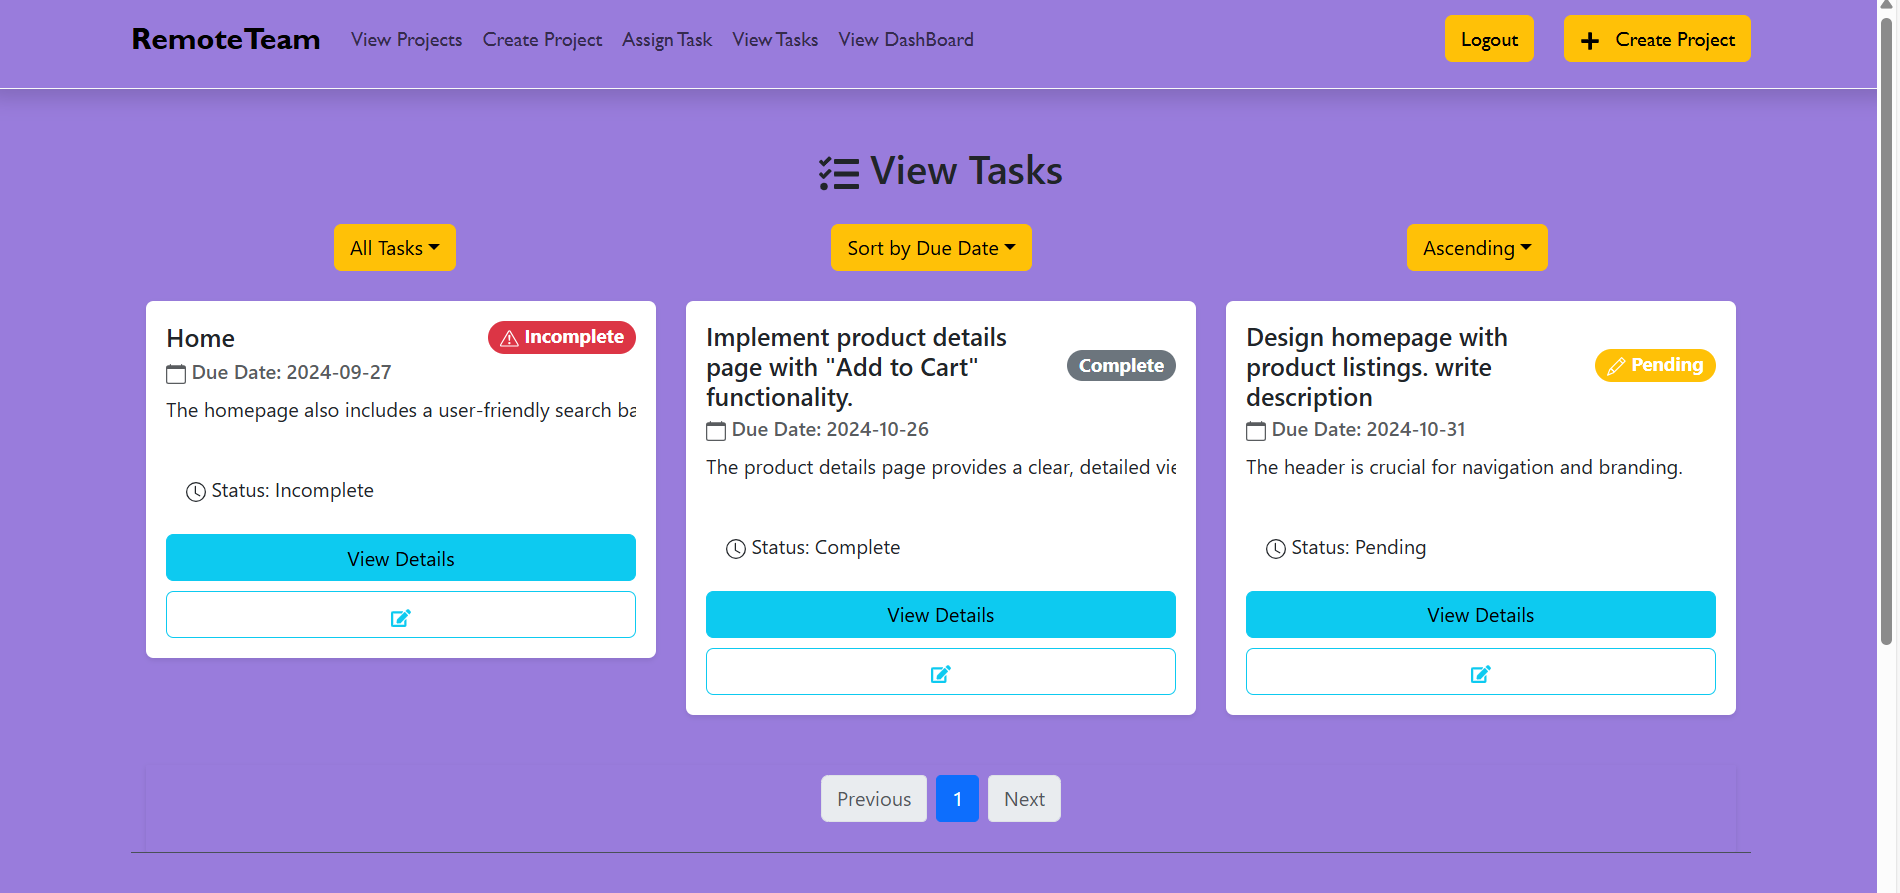 RemoteTeam View Projects Create Project Assign Task View Tasks View DashBoard Logout Create Project
View Tasks
All Tasks Sort by Due Date Ascending
Home Incomplete
Due Date: 2024-09-27
The homepage also includes a user-friendly search ba
Status: Incomplete
View Details
Implement product details
page with "Add to Cart"
functionality.
Complete
Due Date: 2024-10-26
The product details page provides a clear, detailed vie
Status: Complete
View Details
Design homepage with
product listings. write
description
Pending
Due Date: 2024-10-31
The header is crucial for navigation and branding.
Status: Pending
View Details
Previous 1 Next